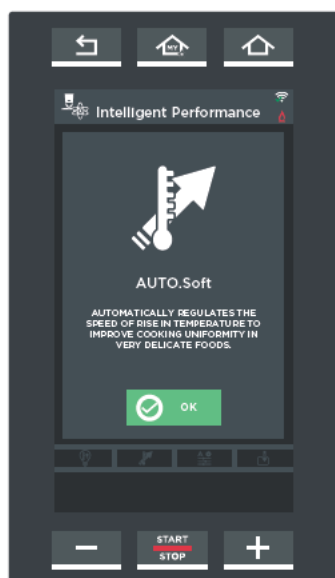 MY
Intelligent Performance
AUTO.Soft
AUTOMATICALLY REGULATES THE
SPEED OF RISE IN TEMPERATURE TO
IMPROVE COOKING UNIFORMITY IN
VERY DELICATE FOODS.
OK
START
STOP